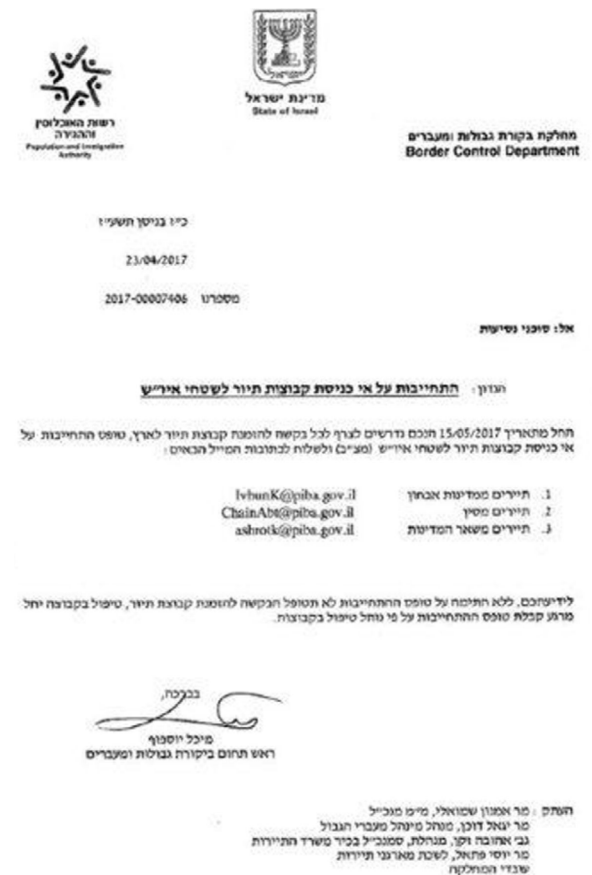 רשות האוכלוסין
וההגירה
Population and Immigration
Authority
ישראל
מדינת ישראל
State of Israel
מחלקת בקורת גבולות ומעברים
Border Control Department
כ״ז בניסן תשע״ז
23/04/2017
מספרנו 2017-00007406
אל: סוכני נסיעות
הנדון: התחייבות על אי כניסת קבוצות תיור לשטחי איו״ש
החל מתאריך 15/05/2017 הנכם נדרשים לצרף לכל בקשה להזמנת קבוצת תיור לארץ, טופס התחייבות על
אי כניסת קבוצות תיור לשטחי איו״ש (מצ״ב) ולשלוח לכתובות המייל הבאים:
1. תיירים ממדינות אבחון IvhunK@piba.gov.il
2. תיירים מסין ChainAbt@piba.gov.il
3. תיירים משאר המדינות ashrotk@piba.gov.il
לידיעתכם, ללא חתימה על טופס ההתחייבות לא תטופל הבקשה להזמנת קבוצת תיור, טיפול בקבוצה יחל
מרגע קבלת טופס ההתחייבות על פי נוהל טיפול בקבוצות.
בברכה,
מיכל יוספוף
ראש תחום ביקורת גבולות ומעברים
העתק: מר אמנון שמואלי, מ״מ מנכ״ל
מר יגאל דוכן, מנהל מינהל מעברי הגבול
גבי אהובה זקן, מנהלת, סמנכ״ל בכיר משרד התיירות
מר יוסי פתאל, לשכת מארגני תיירות
עובדי המחלקה